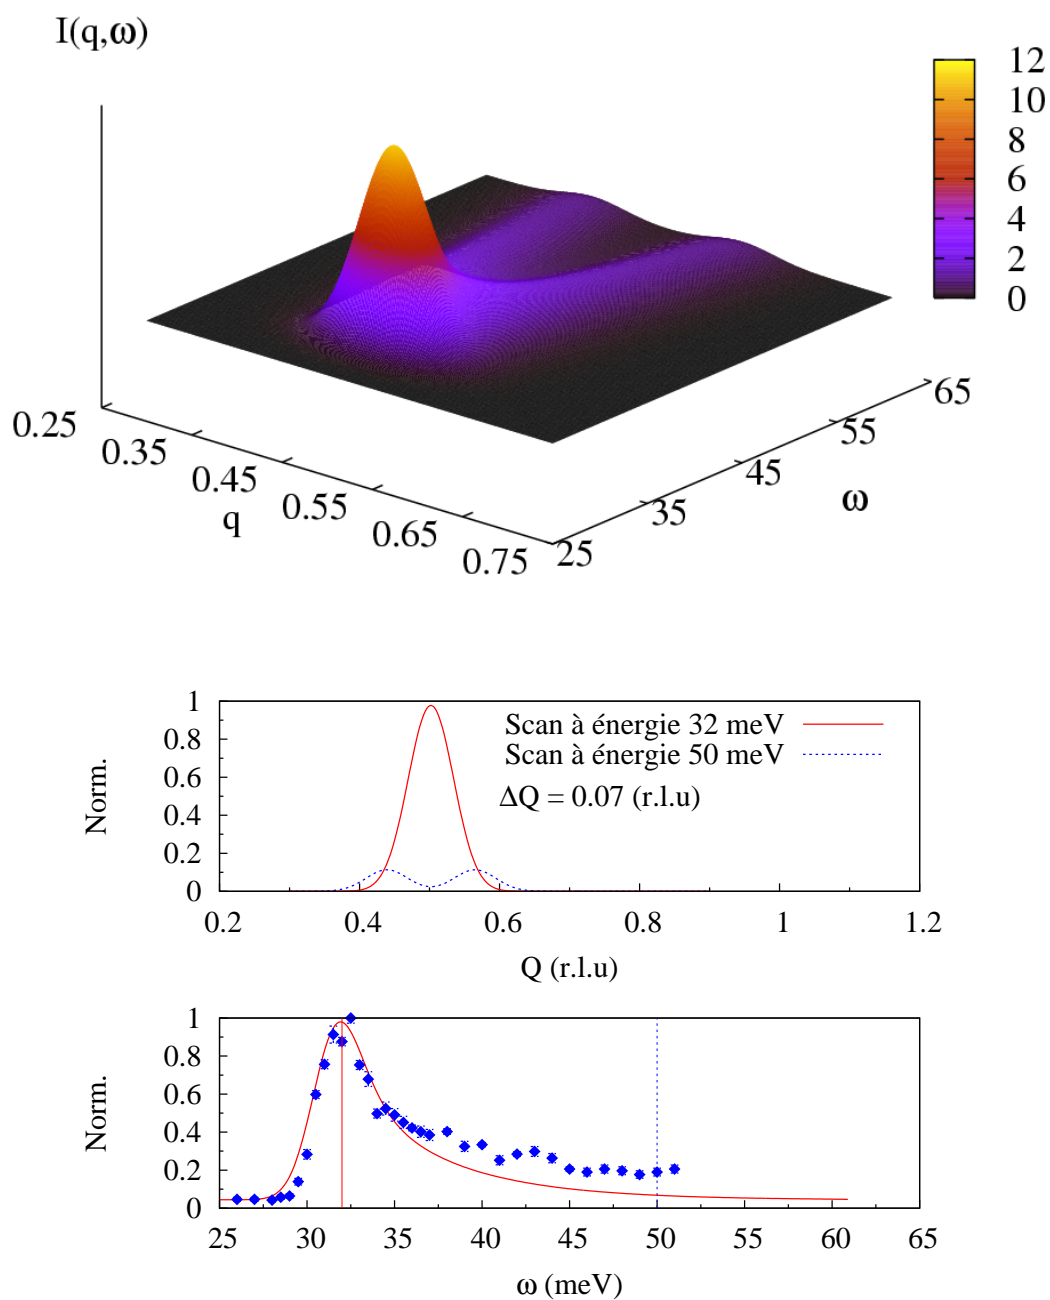 I(q,ω)
12
10
8
6
4
2
0
0.25
0.35
0.45
0.55
0.65
0.75
q
25
35
45
55
65
ω
1
0.8
0.6
0.4
0.2
0
Norm.
Scan à énergie 32 meV
Scan à énergie 50 meV
ΔQ = 0.07 (r.l.u)
0.2 0.4 0.6 0.8 1 1.2
Q (r.l.u)
1
0.8
0.6
0.4
0.2
0
Norm.
25 30 35 40 45 50 55 60 65
ω (meV)